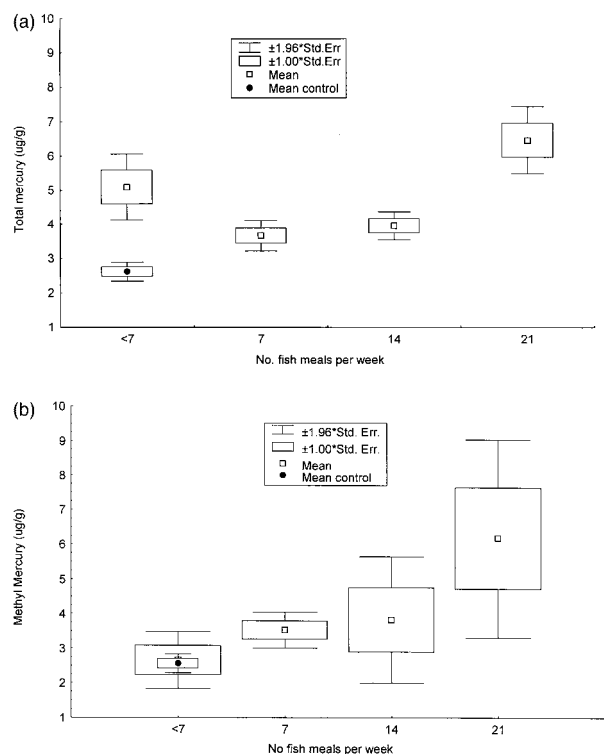 (a)
10
9
8
7
6
5
4
3
2
1
Total mercury (ug/g)
±1.96*Std.Err
±1.00*Std.Err
Mean
Mean control
<7
7
14
21
No. fish meals per week
(b)
10
9
8
7
6
5
4
3
2
1
Methyl Mercury (ug/g)
±1.96*Std. Err.
±1.00*Std. Err.
Mean
Mean control
<7
7
14
21
No fish meals per week